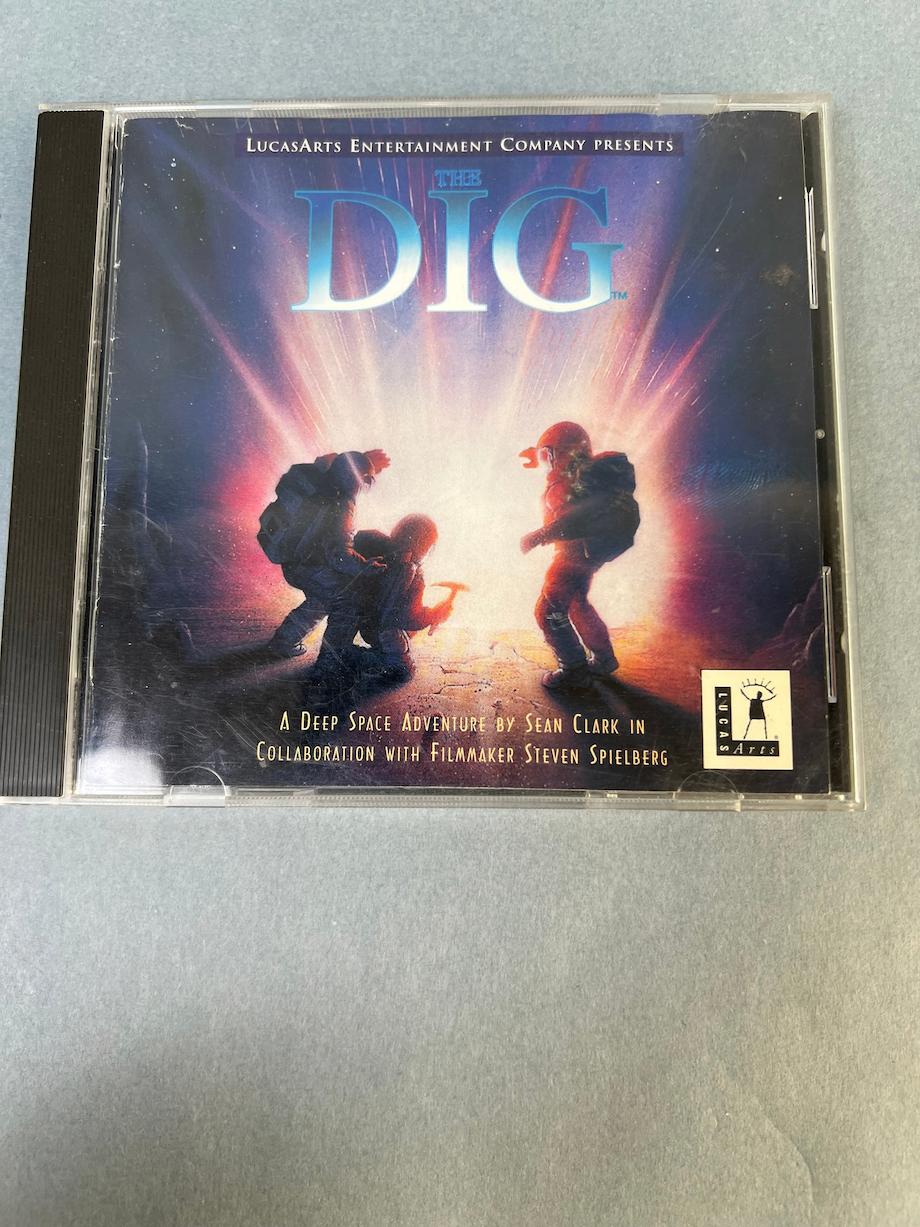 LucasArts Entertainment Company presents
THE
DIG™
A Deep Space Adventure by Sean Clark in
Collaboration with Filmmaker Steven Spielberg
LUCAS
Arts ®